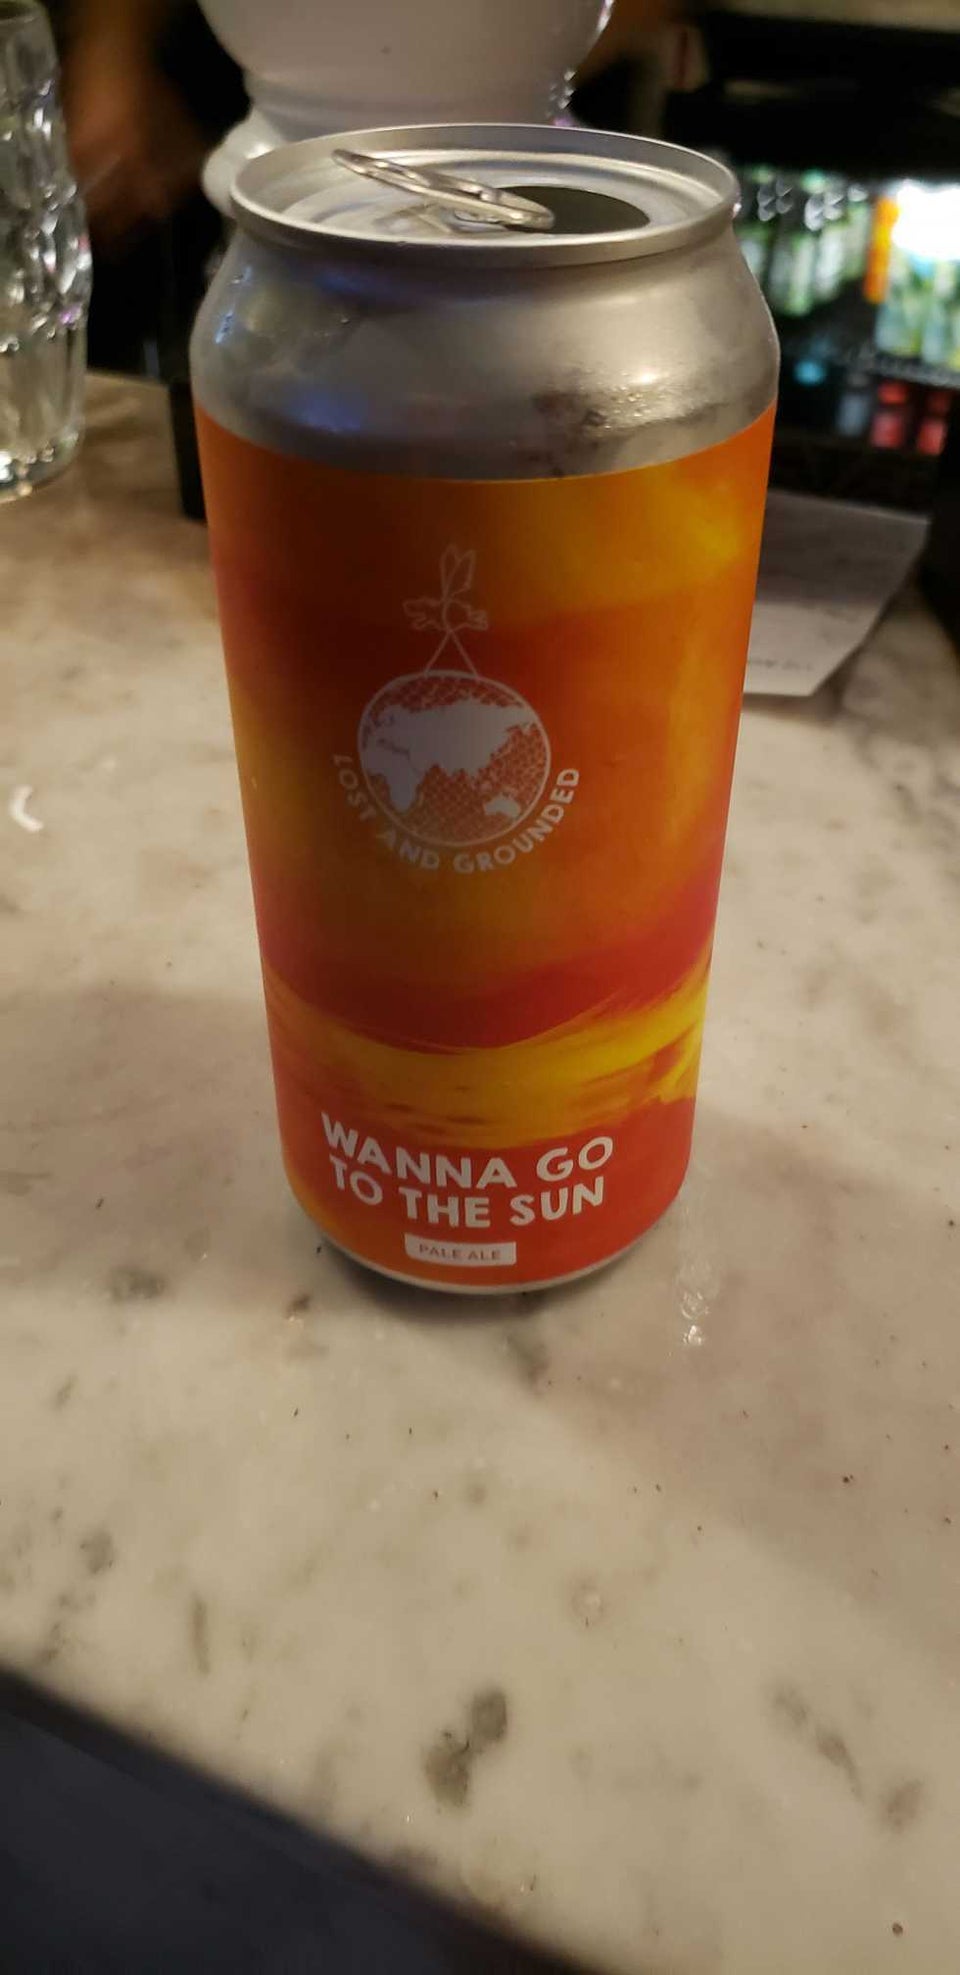 LOST AND GROUNDED
WANNA GO
TO THE SUN
PALE ALE